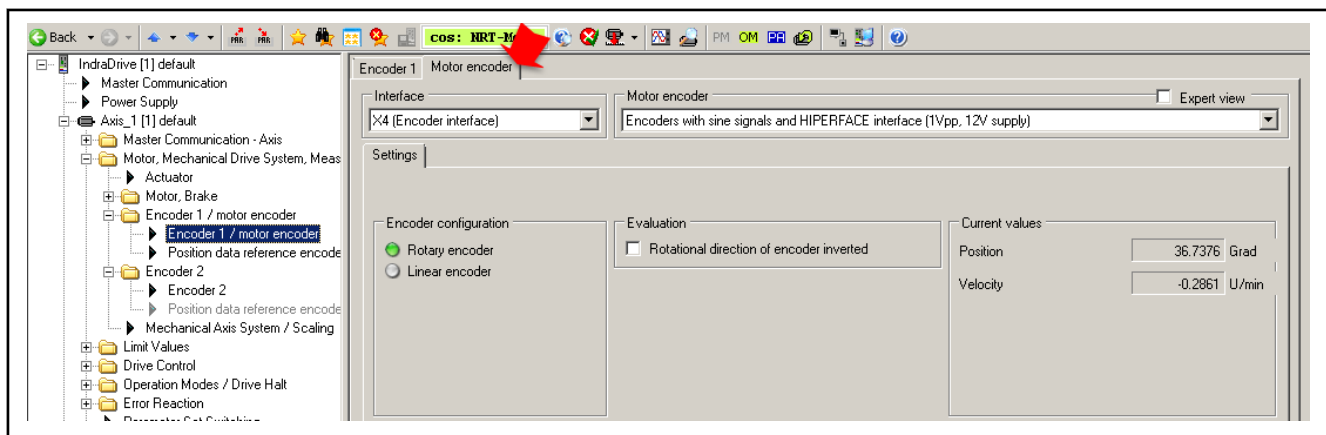 Back PM OM
cos: NRT-M
IndraDrive [1] default
Master Communication
Power Supply
Axis_1 [1] default
Master Communication - Axis
Motor, Mechanical Drive System, Meas
Actuator
Motor, Brake
Encoder 1 / motor encoder
Encoder 1 / motor encoder
Position data reference encode
Encoder 2
Encoder 2
Position data reference encode
Mechanical Axis System / Scaling
Limit Values
Drive Control
Operation Modes / Drive Halt
Error Reaction
Encoder 1 Motor encoder
Interface Motor encoder Expert view
X4 (Encoder interface) Encoders with sine signals and HIPERFACE interface (1Vpp, 12V supply)
Settings
Encoder configuration Evaluation Current values
Rotary encoder Rotational direction of encoder inverted Position 36.7376 Grad
Linear encoder
Velocity -0.2861 U/min